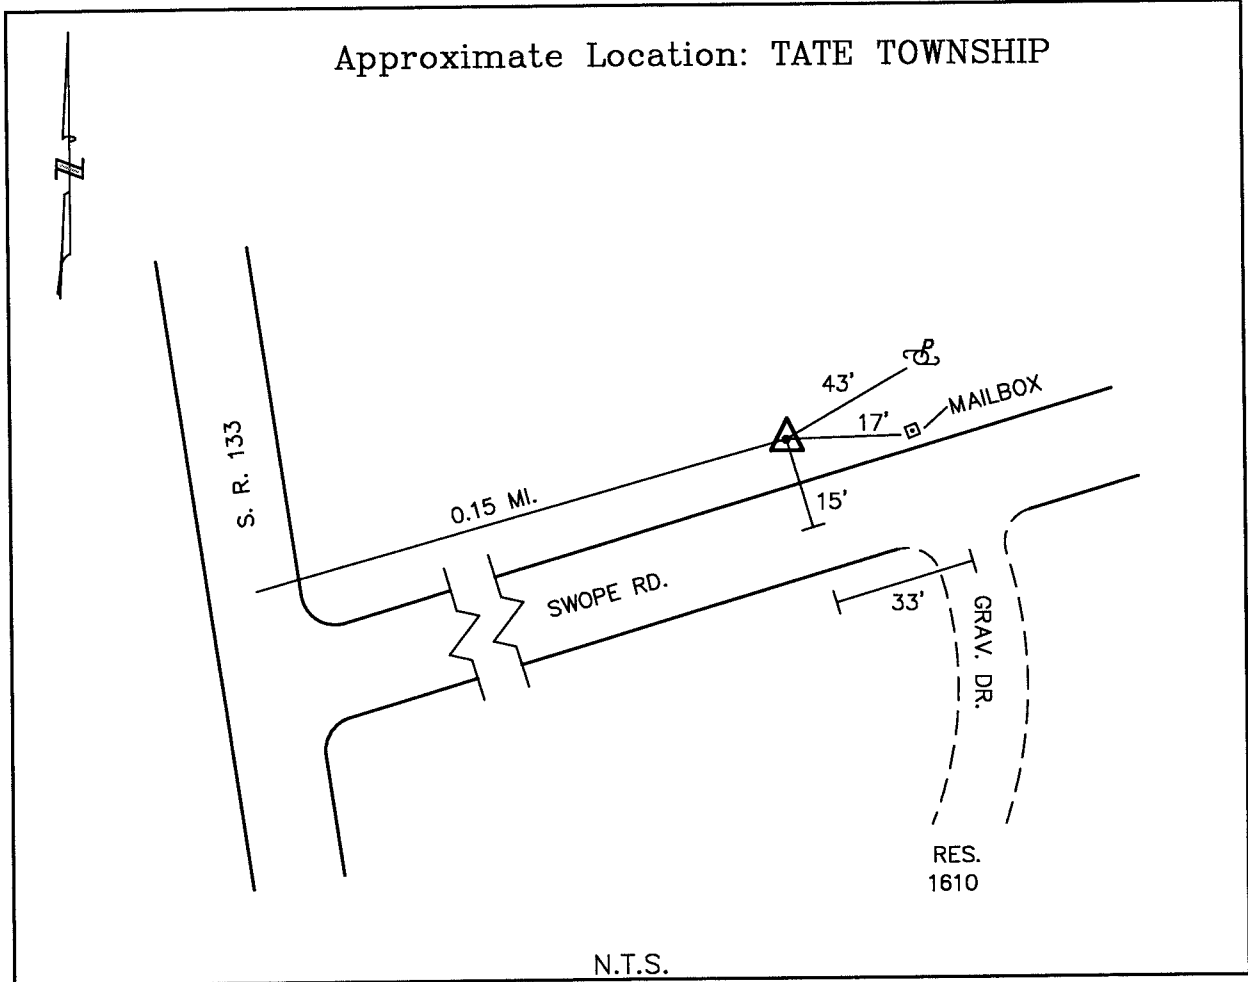 Approximate Location: TATE TOWNSHIP
N
P
43'
17'
MAILBOX
15'
S. R. 133
0.15 MI.
SWOPE RD.
33'
GRAV. DR.
RES.
1610
N.T.S.